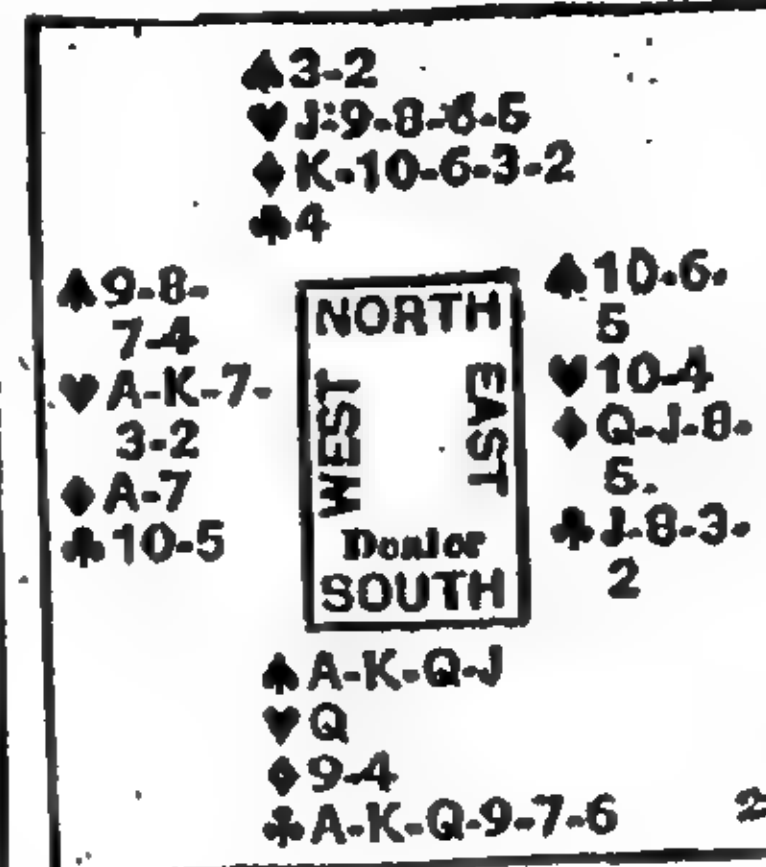 ♠3-2
♥J-9-8-6-5
♦K-10-6-3-2
♣4
♠9-8-
7-4
♥A-K-7-
3-2
♦A-7
♣10-5
NORTH
WEST
EAST
Dealer
SOUTH
♠10-6-
5
♥10-4
♦Q-J-8-
5.
♣J-8-3-
2
♠A-K-Q-J
♥Q
♦9-4
♣A-K-Q-9-7-6
2